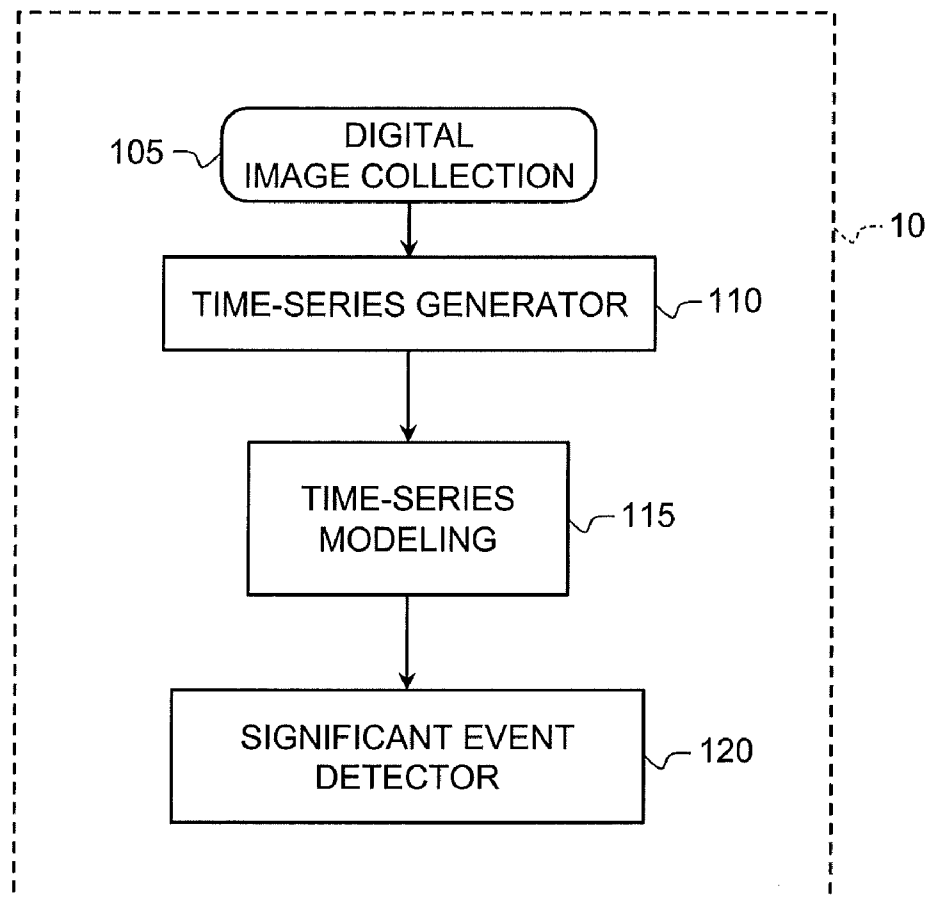 DIGITAL
IMAGE COLLECTION
105
10
TIME-SERIES GENERATOR
110
TIME-SERIES
MODELING
115
SIGNIFICANT EVENT
DETECTOR
120